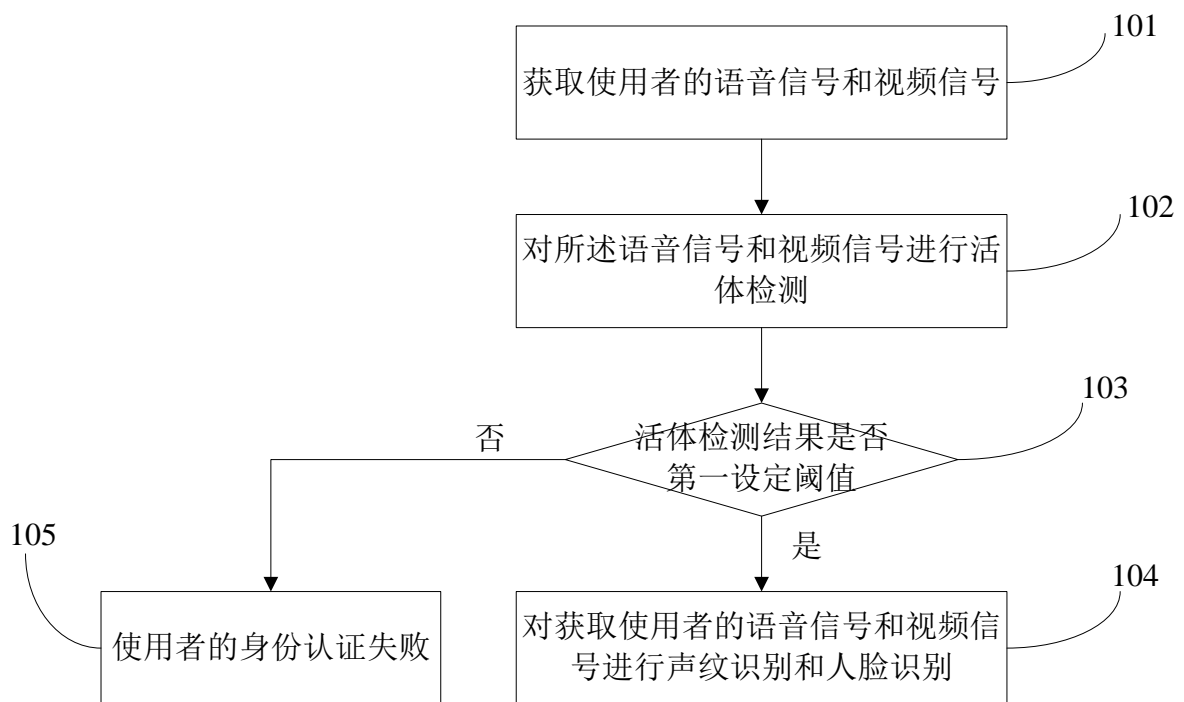 101
获取使用者的语音信号和视频信号
102
对所述语音信号和视频信号进行活
体检测
103
活体检测结果是否
第一设定阈值
否
是
105
使用者的身份认证失败
104
对获取使用者的语音信号和视频信
号进行声纹识别和人脸识别